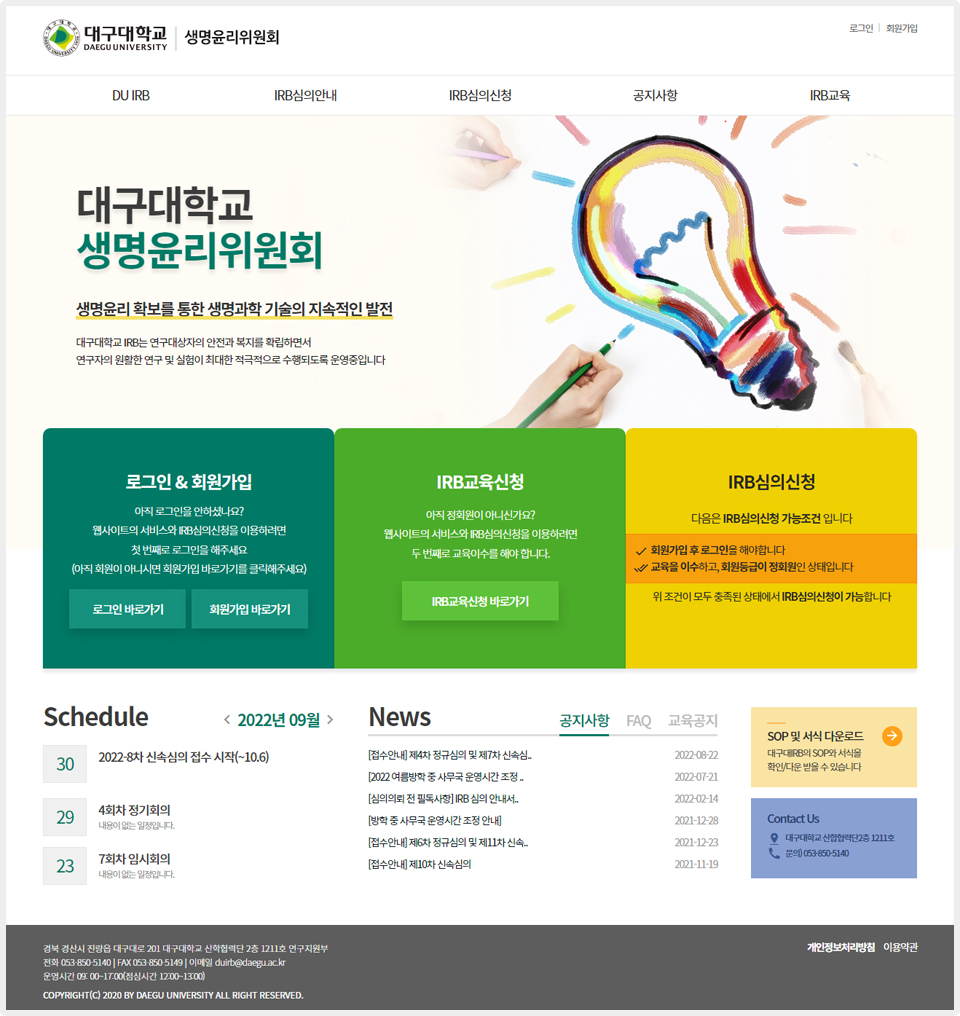 대구대학교
DAEGU UNIVERSITY
생명윤리위원회
로그인 | 회원가입
DU IRB
IRB심의안내
IRB심의신청
공지사항
IRB교육
대구대학교
생명윤리위원회
생명윤리 확보를 통한 생명과학 기술의 지속적인 발전
대구대학교 IRB는 연구대상자의 안전과 복지를 확립하면서
연구자의 원활한 연구 및 실험이 최대한 적극적으로 수행되도록 운영중입니다
로그인 & 회원가입
아직 로그인을 안하셨나요?
웹사이트의 서비스와 IRB심의신청을 이용하려면
첫 번째로 로그인을 해주세요
(아직 회원이 아니시면 회원가입 바로가기를 클릭해주세요)
로그인 바로가기
회원가입 바로가기
IRB교육신청
아직 정회원이 아니신가요?
웹사이트의 서비스와 IRB심의신청을 이용하려면
두 번째로 교육이수를 해야 합니다.
IRB교육신청 바로가기
IRB심의신청
다음은 IRB심의신청 가능조건 입니다
회원가입 후 로그인을 해야합니다
교육을 이수하고, 회원등급이 정회원인 상태입니다
위 조건이 모두 충족된 상태에서 IRB심의신청이 가능합니다
Schedule
< 2022년 09월 >
30 2022-8차 신속심의 접수 시작(~10.6)
29 4회차 정기회의
내용이 없는 일정입니다.
23 7회차 임시회의
내용이 없는 일정입니다.
News
공지사항
FAQ
교육공지
[접수안내] 제4차 정규심의 및 제7차 신속심.. 2022-08-22
[2022 여름방학 중 사무국 운영시간 조정 .. 2022-07-21
[심의의뢰 전 필독사항] IRB 심의 안내서.. 2022-02-14
[방학 중 사무국 운영시간 조정 안내] 2021-12-28
[접수안내] 제6차 정규심의 및 제11차 신속.. 2021-12-23
[접수안내] 제10차 신속심의 2021-11-19
SOP 및 서식 다운로드
대구대IRB의 SOP와 서식을
확인/다운 받을 수 있습니다
Contact Us
대구대학교 산합협력단2층 1211호
문의) 053-850-5140
경북 경산시 진량읍 대구대로 201 대구대학교 산학협력단 2층 1211호 연구지원부
전화 053-850-5140 | FAX 053-850-5149 | 이메일 duirb@daegu.ac.kr
운영시간 09: 00~17:00(점심시간 12:00~13:00)
COPYRIGHT(C) 2020 BY DAEGU UNIVERSITY ALL RIGHT RESERVED.
개인정보처리방침 이용약관